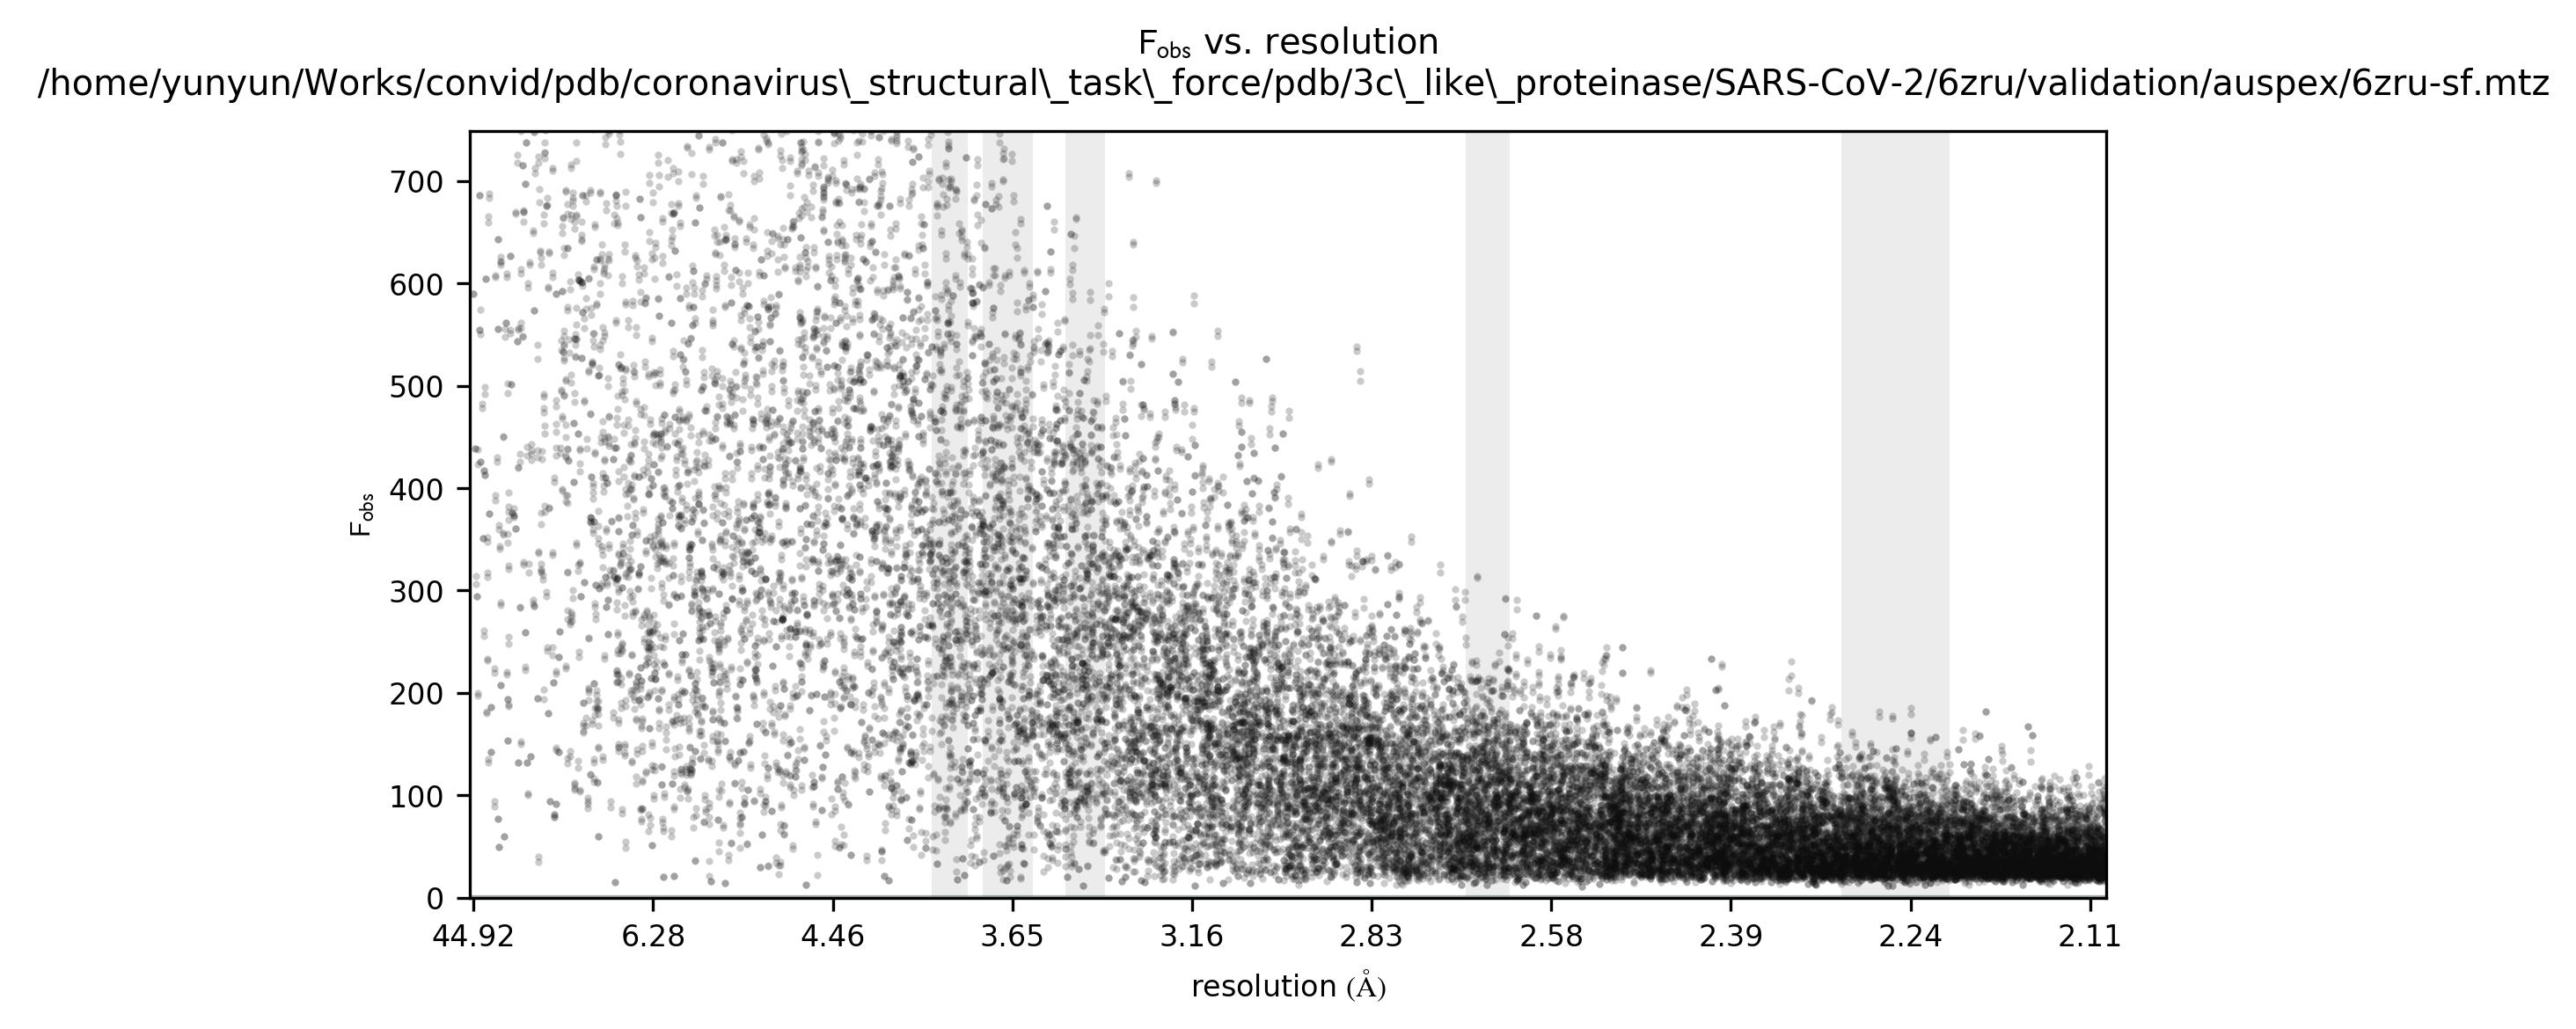 Fobs vs. resolution
/home/yunyun/Works/convid/pdb/coronavirus\_structural\_task\_force/pdb/3c\_like\_proteinase/SARS-CoV-2/6zru/validation/auspex/6zru-sf.mtz
700
600
500
400
300
200
100
0
Fobs
44.92 6.28 4.46 3.65 3.16 2.83 2.58 2.39 2.24 2.11
resolution (Å)